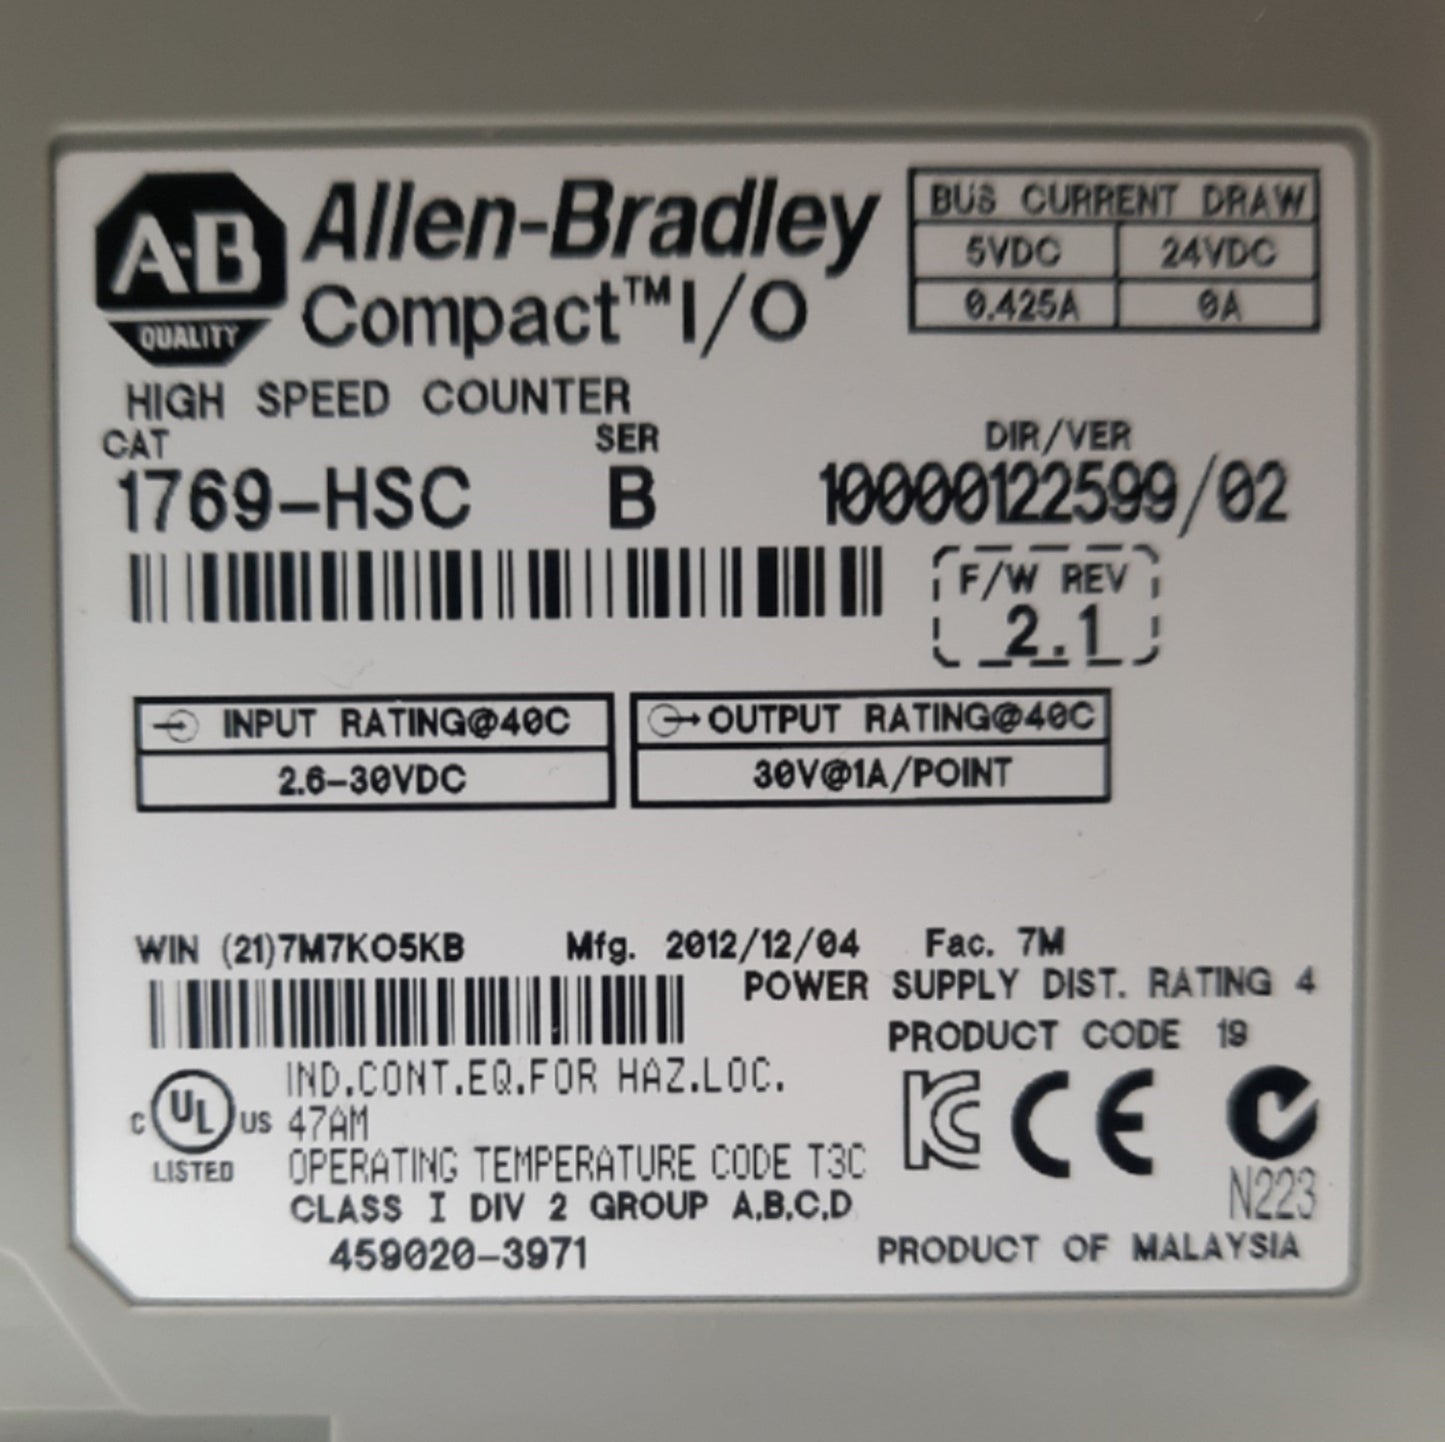 A-B
QUALITY
Allen-Bradley
Compact™ I/O
BUS CURRENT DRAW
5VDC 24VDC
0.425A 0A
HIGH SPEED COUNTER
CAT SER DIR/VER
1769-HSC B 10000122599/02
F/W REV
2.1
INPUT RATING@40C
2.6-30VDC
OUTPUT RATING@40C
30V@1A/POINT
WIN (21)7M7KO5KB Mfg. 2012/12/04 Fac. 7M
POWER SUPPLY DIST. RATING 4
PRODUCT CODE 19
C UL US
LISTED
IND.CONT.EQ.FOR HAZ.LOC.
47AM
OPERATING TEMPERATURE CODE T3C
CLASS I DIV 2 GROUP A,B,C,D
459020-3971
KC CE
N223
PRODUCT OF MALAYSIA